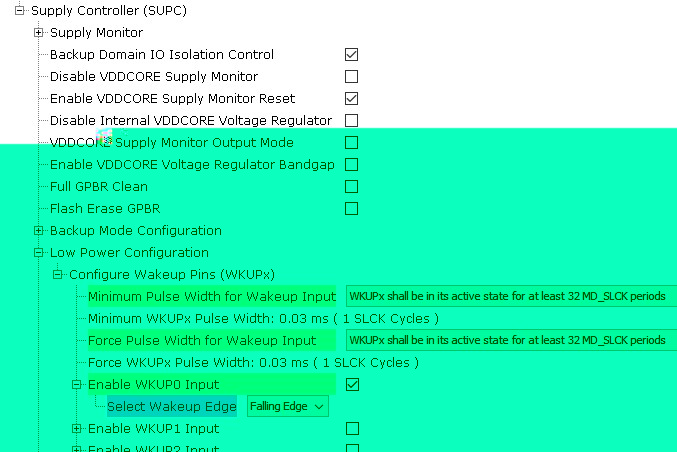 Supply Controller (SUPC)
Supply Monitor
Backup Domain IO Isolation Control
Disable VDDCORE Supply Monitor
Enable VDDCORE Supply Monitor Reset
Disable Internal VDDCORE Voltage Regulator
VDDCORE Supply Monitor Output Mode
Enable VDDCORE Voltage Regulator Bandgap
Full GPBR Clean
Flash Erase GPBR
Backup Mode Configuration
Low Power Configuration
Configure Wakeup Pins (WKUPx)
Minimum Pulse Width for Wakeup Input WKUPx shall be in its active state for at least 32 MD_SLCK periods
Minimum WKUPx Pulse Width: 0.03 ms ( 1 SLCK Cycles )
Force Pulse Width for Wakeup Input WKUPx shall be in its active state for at least 32 MD_SLCK periods
Force WKUPx Pulse Width: 0.03 ms ( 1 SLCK Cycles )
Enable WKUP0 Input
Select Wakeup Edge Falling Edge
Enable WKUP1 Input
Enable WKUP2 Input